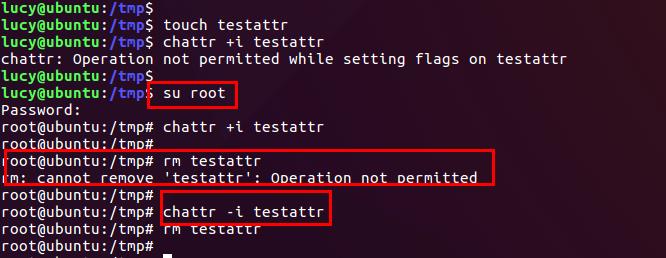 lucy@ubuntu:/tmp$
lucy@ubuntu:/tmp$ touch testattr
lucy@ubuntu:/tmp$ chattr +i testattr
chattr: Operation not permitted while setting flags on testattr
lucy@ubuntu:/tmp$
lucy@ubuntu:/tmp$ su root
Password:
root@ubuntu:/tmp# chattr +i testattr
root@ubuntu:/tmp#
root@ubuntu:/tmp# rm testattr
rm: cannot remove 'testattr': Operation not permitted
root@ubuntu:/tmp#
root@ubuntu:/tmp# chattr -i testattr
root@ubuntu:/tmp# rm testattr
root@ubuntu:/tmp#